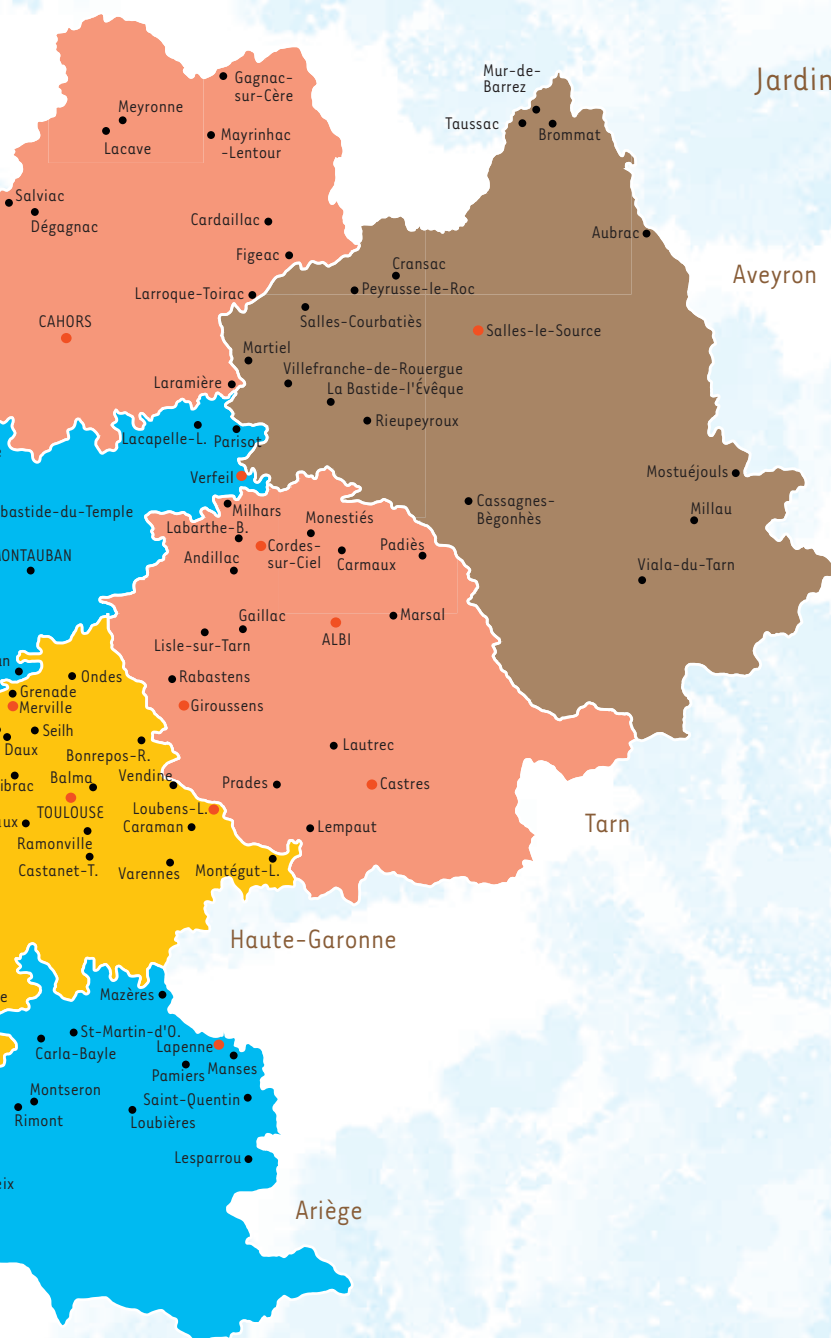 Jardin
Mur-de-
Barrez
Taussac
Brommat
Gagnac-
sur-Cère
Meyronne
Lacave
Mayrinhac
-Lentour
Salviac
Dégagnac
Cardaillac
Figeac
Larroque-Toirac
CAHORS
Laramière
Aubrac
Aveyron
Cransac
Peyrusse-le-Roc
Salles-Courbatiès
Salles-le-Source
Martiel
Villefranche-de-Rouergue
La Bastide-l'Évêque
Rieupeyroux
Lacapelle-L.
Parisot
Verfeil
bastide-du-Temple
MONTAUBAN
Mostuéjouls
Millau
Cassagnes-
Bègonhès
Viala-du-Tarn
Milhars
Labarthe-B.
Monestiés
Cordes-
sur-Ciel
Carmaux
Padiès
Andillac
Gaillac
Lisle-sur-Tarn
ALBI
Marsal
Rabastens
Giroussens
Lautrec
Prades
Castres
Lempaut
Tarn
an
Ondes
Grenade
Merville
Seilh
Daux
Bonrepos-R.
ibrac
Balma
Vendine
TOULOUSE
Loubens-L.
aux
Caraman
Ramonville
Castanet-T.
Varennes
Montégut-L.
Haute-Garonne
e
Mazères
St-Martin-d'O.
Carla-Bayle
Lapenne
Pamiers
Manses
Montseron
Rimont
Saint-Quentin
Loubières
Lesparrou
eix
Ariège